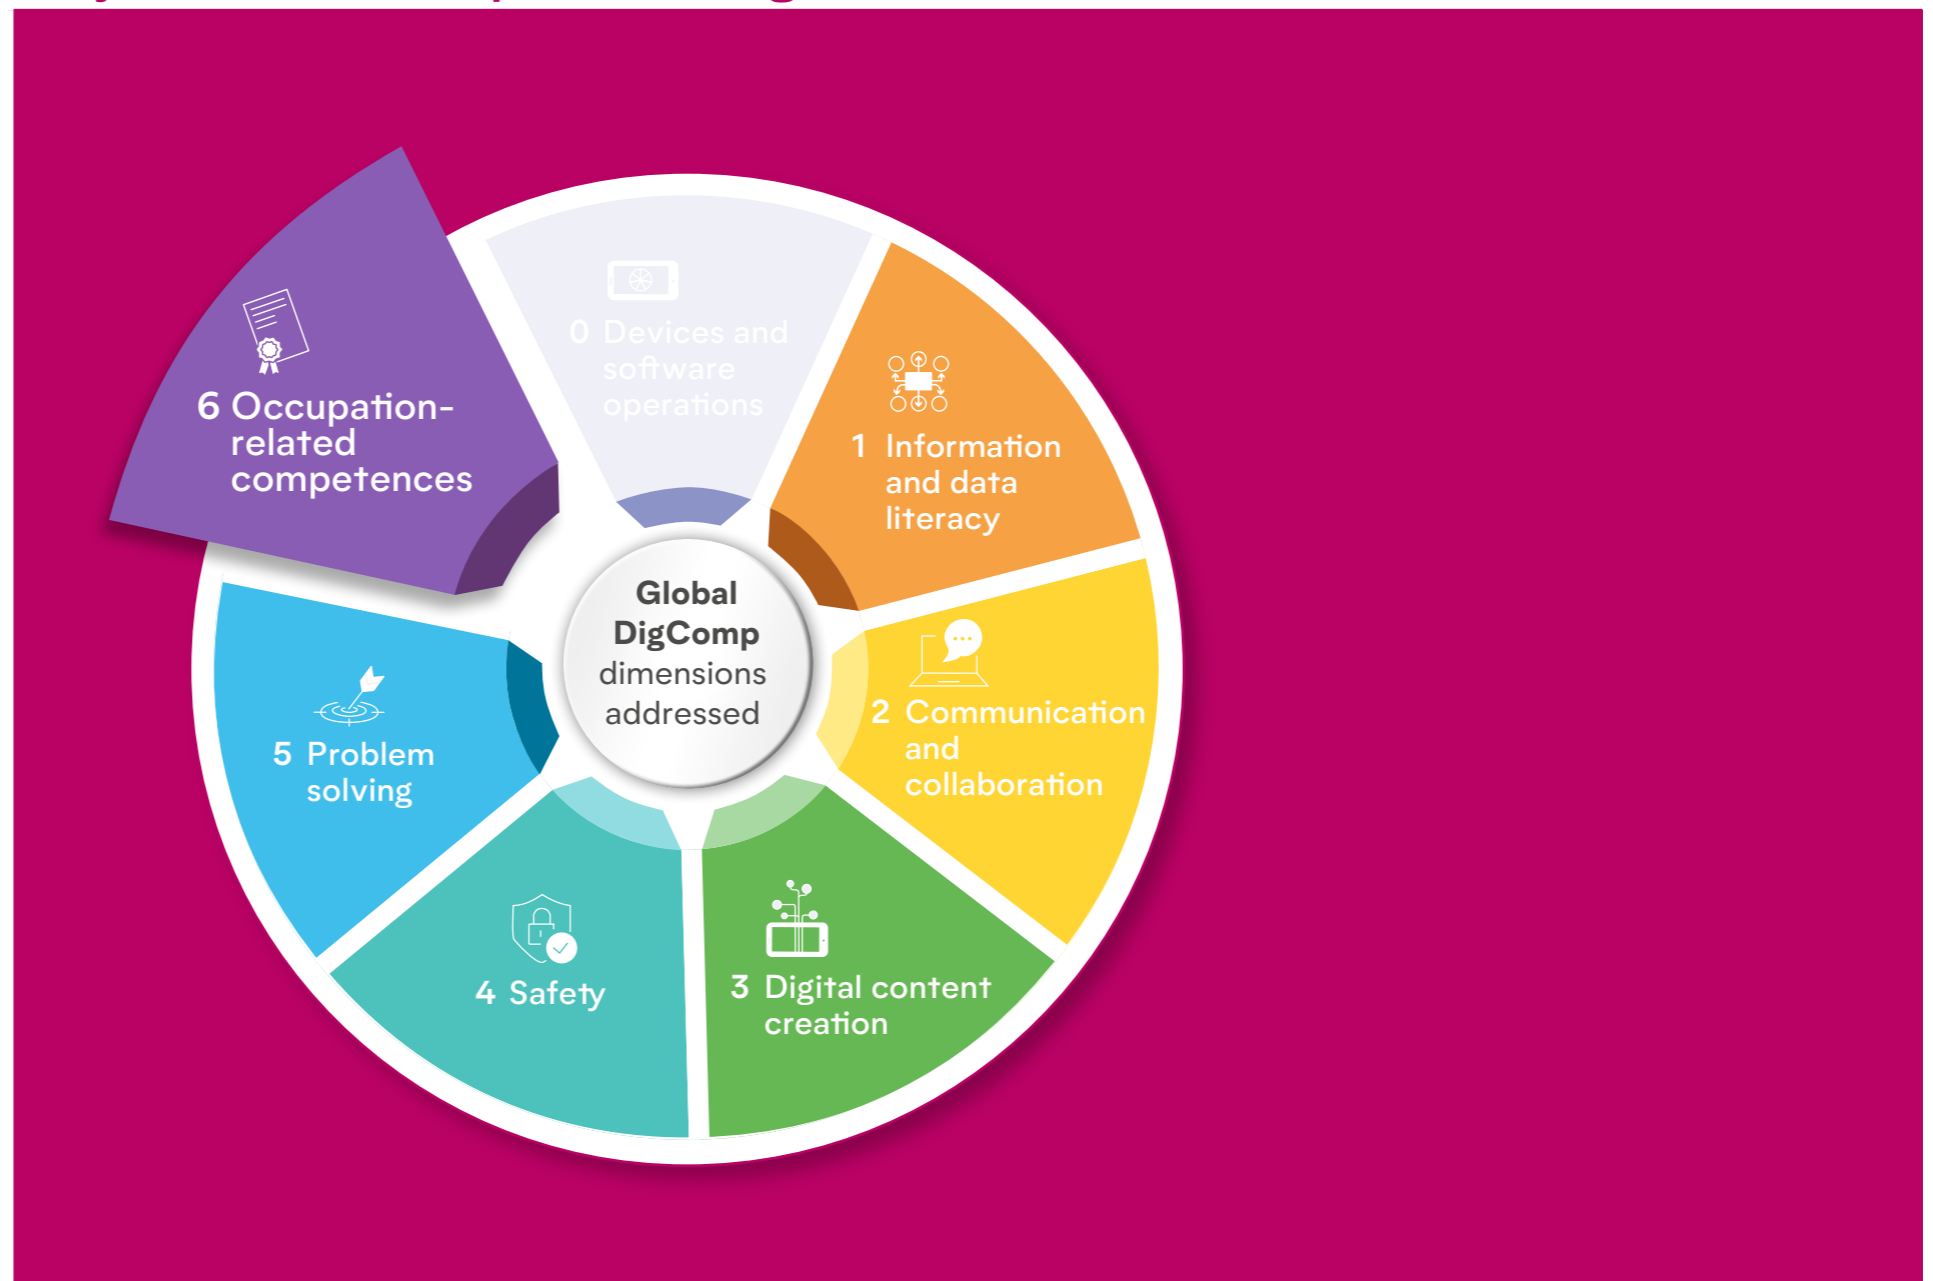 Global
DigComp
dimensions
addressed
0 Devices and
software
operations
1 Information
and data
literacy
2 Communication
and
collaboration
3 Digital content
creation
4 Safety
5 Problem
solving
6 Occupation-
related
competences